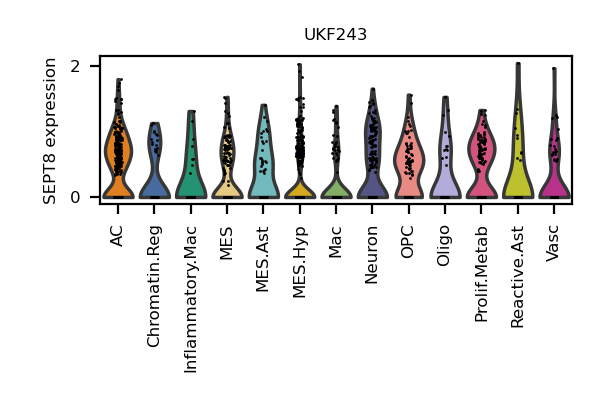 UKF243
SEPT8 expression
2
0
AC
Chromatin.Reg
Inflammatory.Mac
MES
MES.Ast
MES.Hyp
Mac
Neuron
OPC
Oligo
Prolif.Metab
Reactive.Ast
Vasc